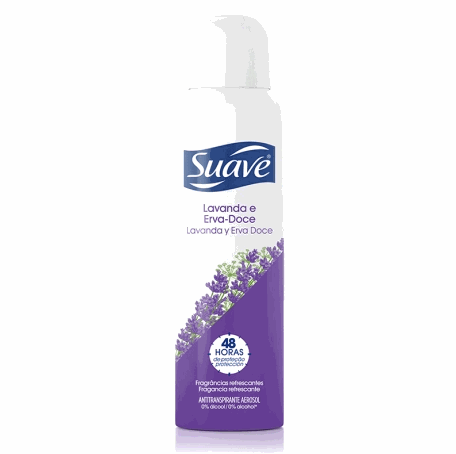 Suave®
Lavanda e
Erva-Doce
Lavanda y Erva Doce
48
HORAS
de proteção
protección
Fragrâncias refrescantes
Fragancia refrescante
ANTITRANSPIRANTE AEROSOL
0% álcool/0% alcohol*